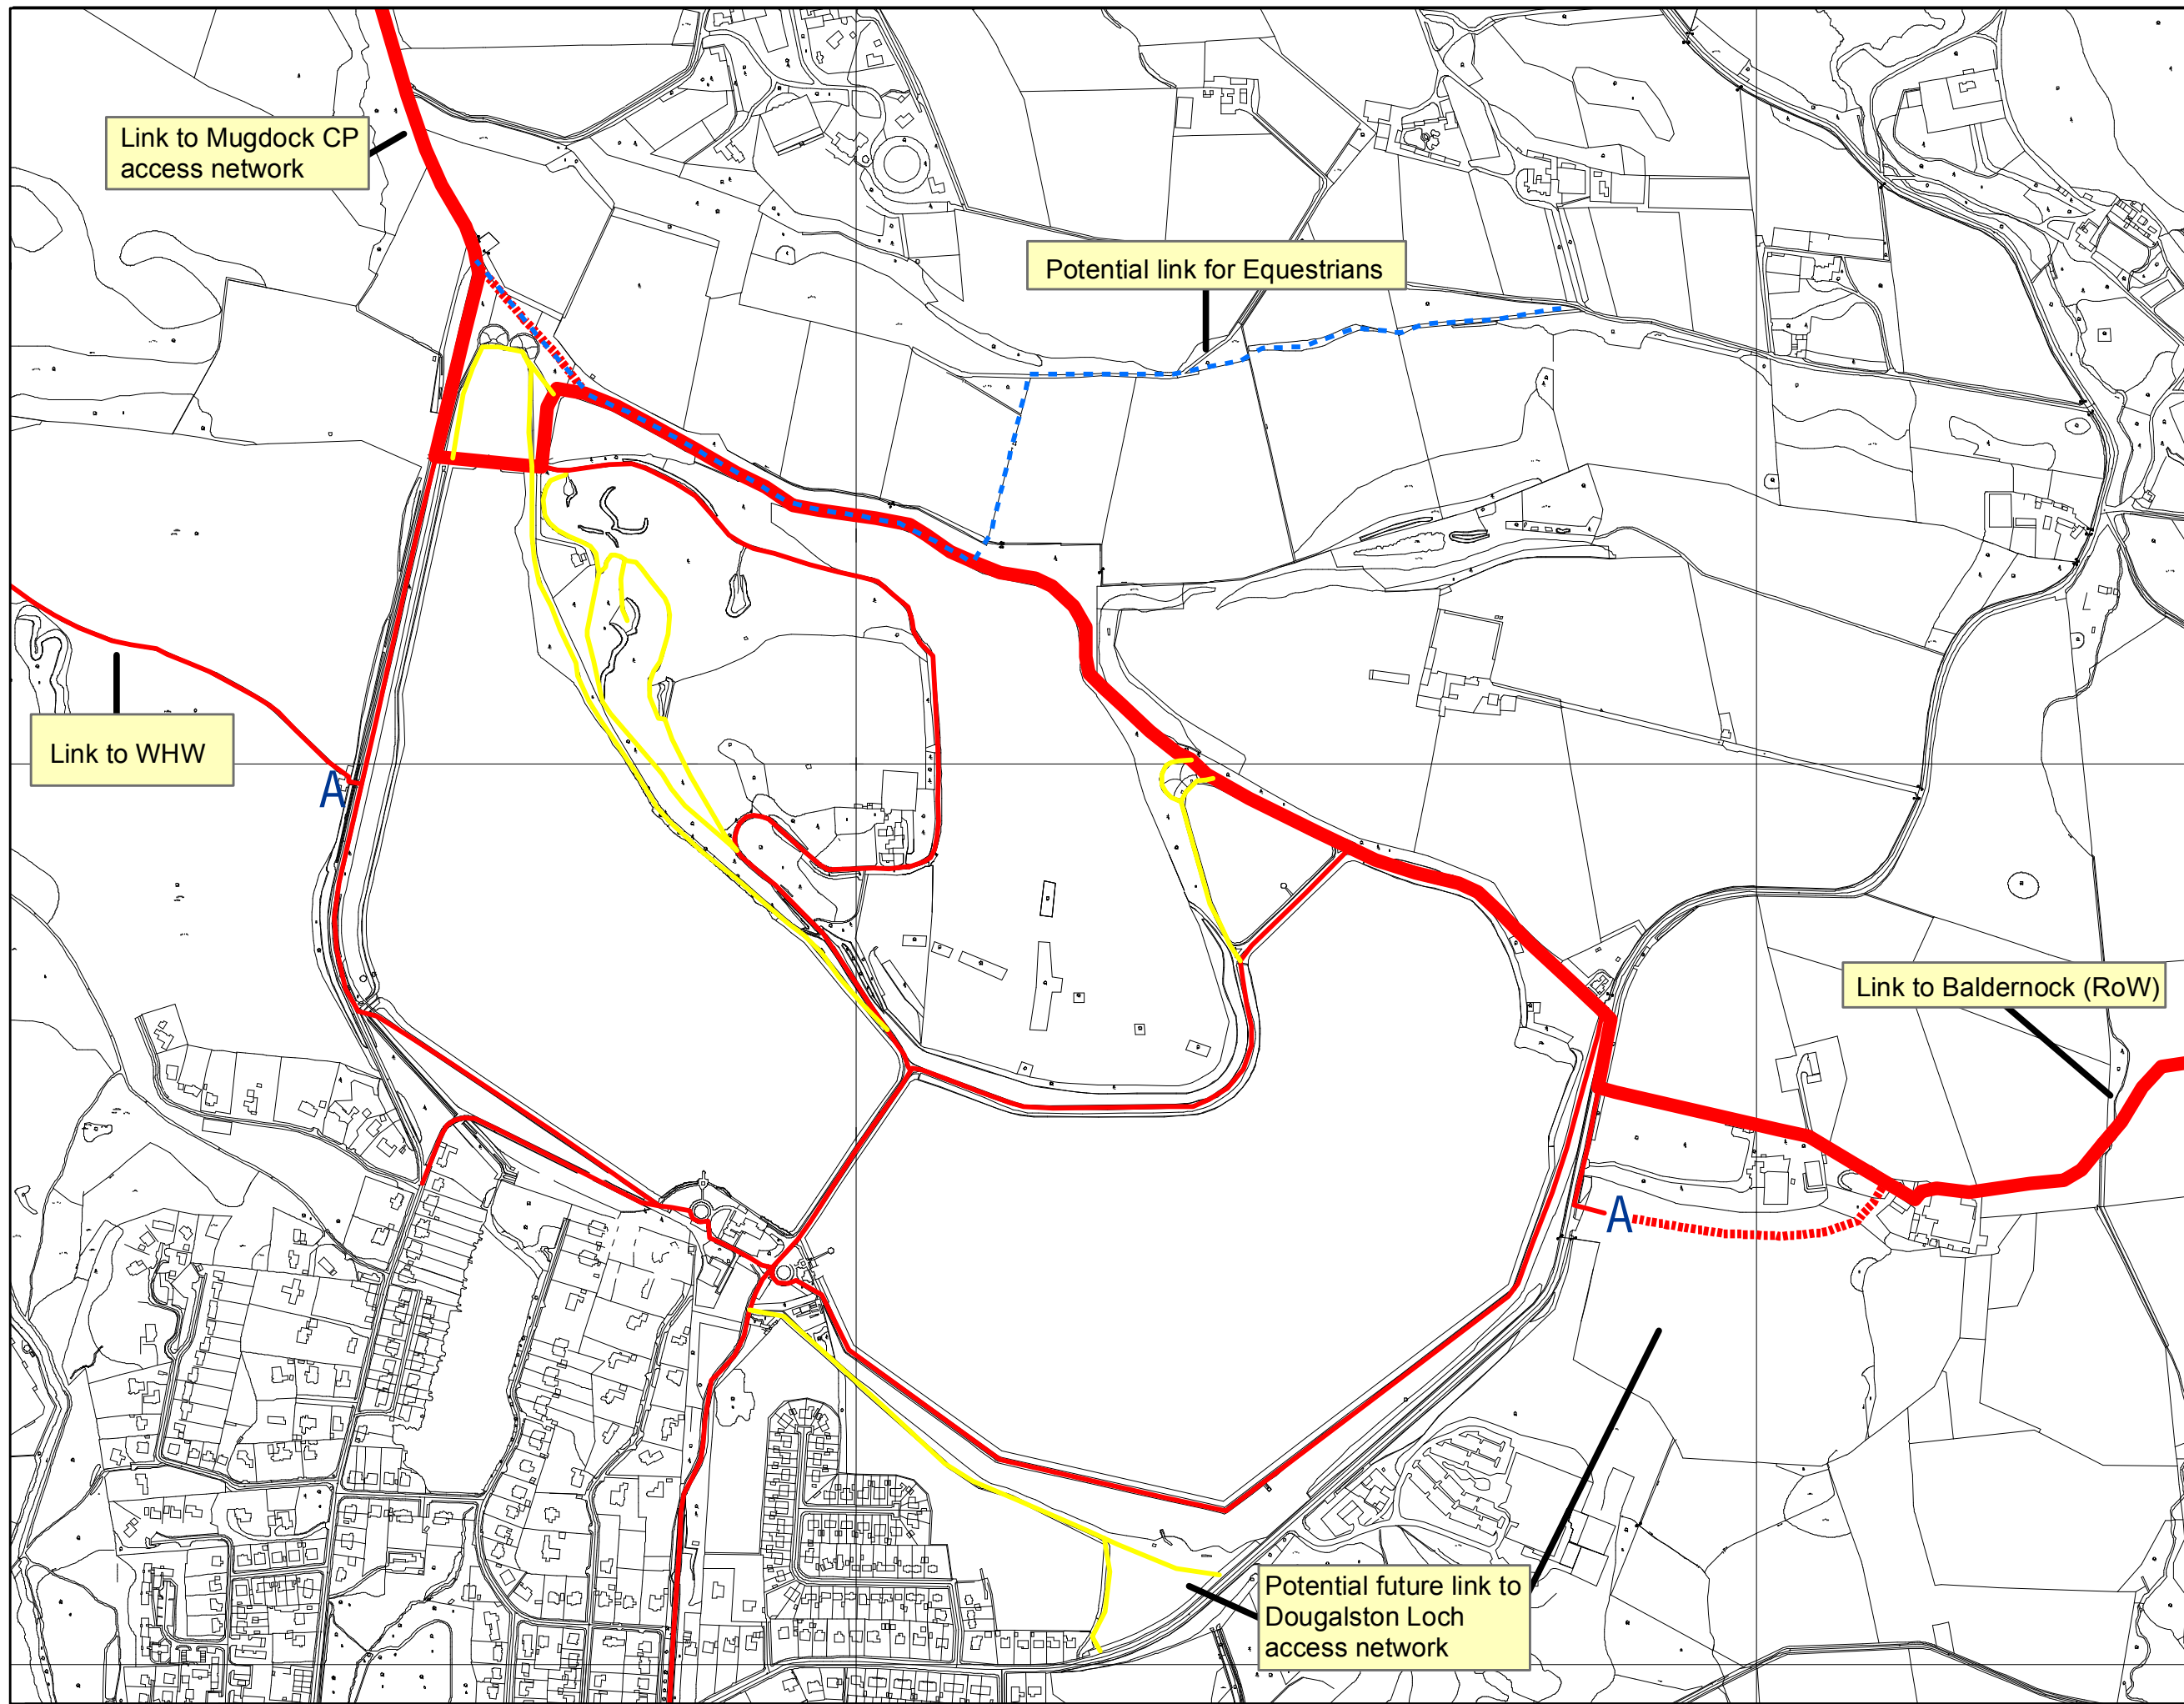 Link to Mugdock CP
access network
Potential link for Equestrians
Link to WHW
A
Link to Baldernock (RoW)
A
Potential future link to
Dougalston Loch
access network